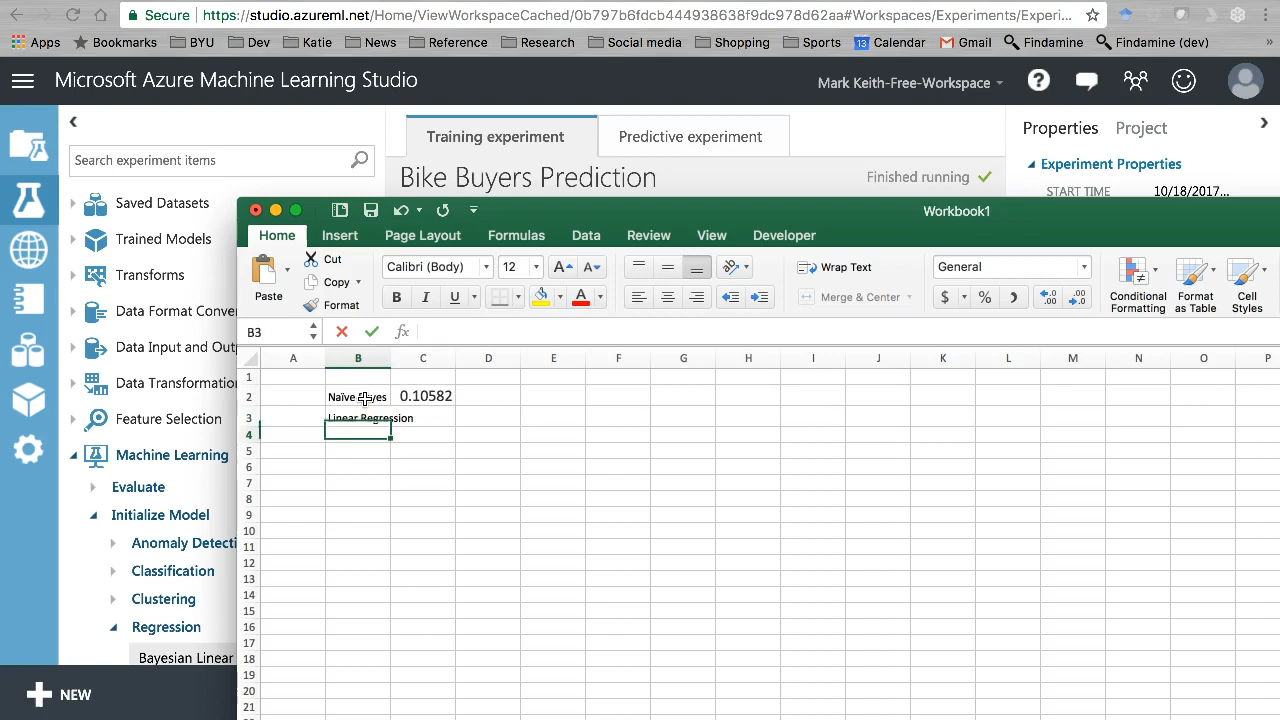 Secure https://studio.azureml.net/Home/ViewWorkspaceCached/0b797b6fdcb444938638f9dc978d62aa#Workspaces/Experiments/Experi...
Apps Bookmarks BYU Dev Katie News Reference Research Social media Shopping Sports 13 Calendar Gmail Findamine Findamine (dev) »
Microsoft Azure Machine Learning Studio
Mark Keith-Free-Workspace
Training experiment
Predictive experiment
Properties Project
Search experiment items
Bike Buyers Prediction
Finished running
Experiment Properties
START TIME 10/18/2017...
Saved Datasets
Trained Models
Transforms
Data Format Conve
Data Input and Outp
Data Transformation
Feature Selection
Machine Learning
Evaluate
Initialize Model
Anomaly Detecti
Classification
Clustering
Regression
Bayesian Linear
NEW
Workbook1
Home Insert Page Layout Formulas Data Review View Developer
Paste
Cut
Copy
Format
Calibri (Body) 12 A A
B I U A
Wrap Text
Merge & Center
General
$ % )
.0 .00
.00 .0
Conditional Formatting
Format as Table
Cell Styles
B3 fx
A B C D E F G H I J K L M N O P
1
2 Naïve Bayes 0.10582
3 Linear Regression
4
5
6
7
8
9
10
11
12
13
14
15
16
17
18
19
20
21